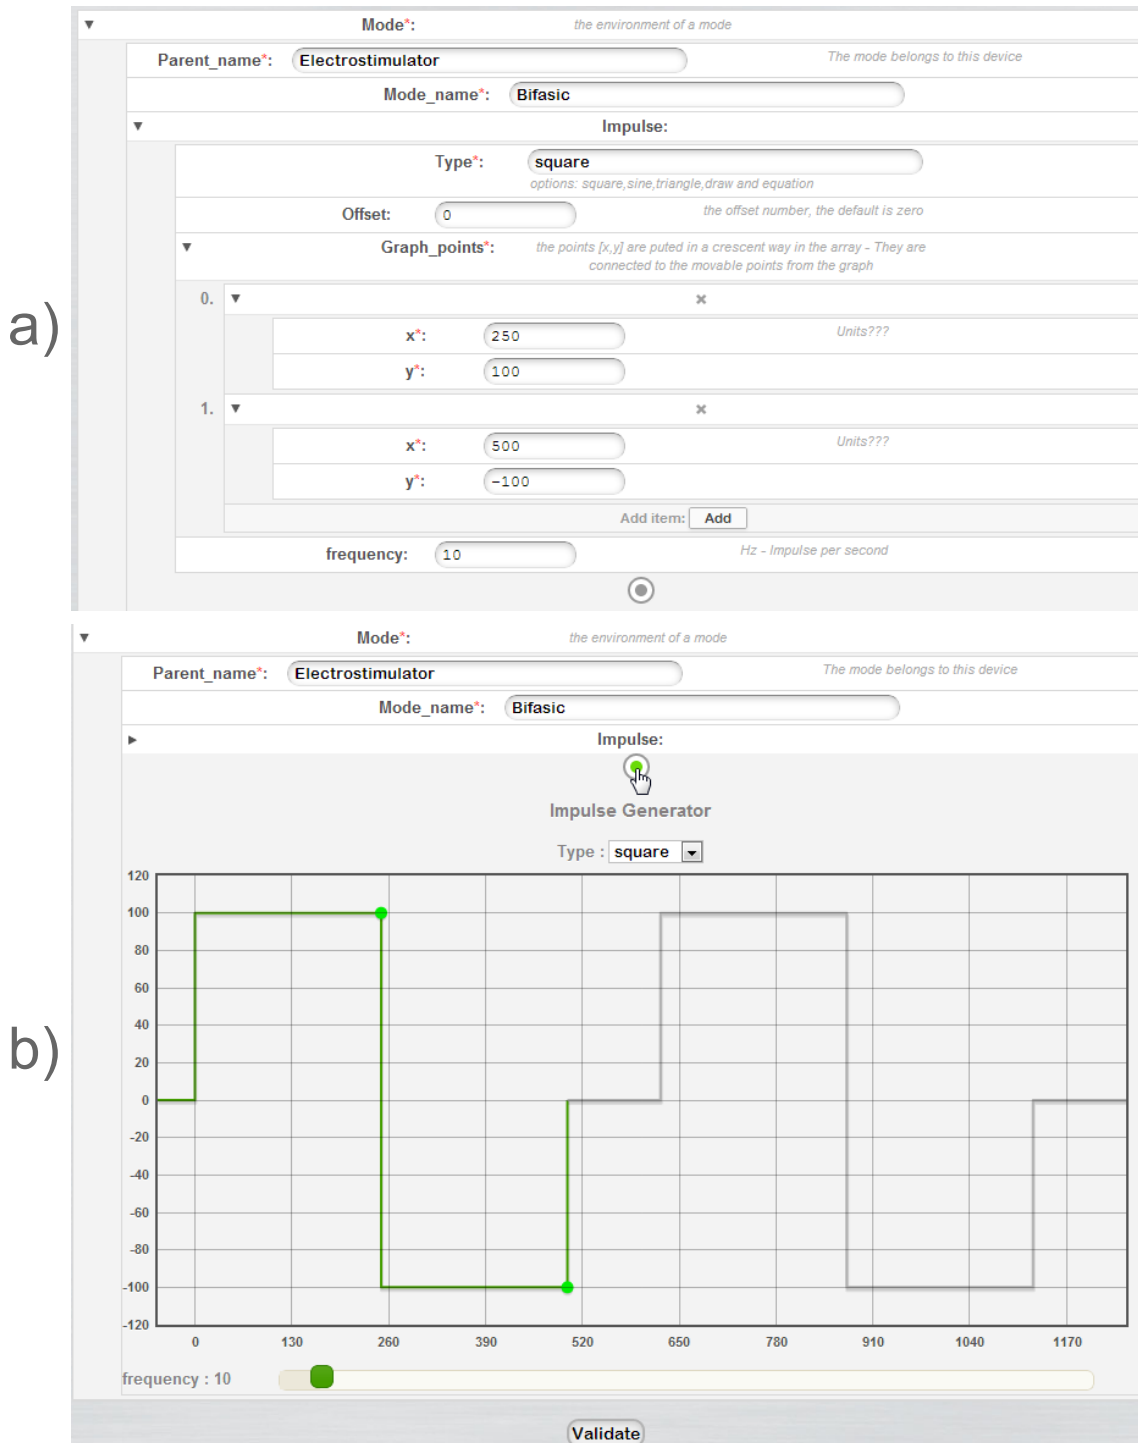 Mode*: the environment of a mode
Parent_name*: Electrostimulator The mode belongs to this device
Mode_name*: Bifasic
Impulse:
Type*: square
options: square,sine,triangle,draw and equation
Offset: 0 the offset number, the default is zero
Graph_points*: the points [x,y] are puted in a crescent way in the array - They are
connected to the movable points from the graph
0.
a)
x*: 250 Units???
y*: 100
1.
x*: 500 Units???
y*: -100
Add item: Add
frequency: 10 Hz - Impulse per second
Mode*: the environment of a mode
Parent_name*: Electrostimulator The mode belongs to this device
Mode_name*: Bifasic
Impulse:
Impulse Generator
Type : square
120
100
80
60
40
b)
20
0
-20
-40
-60
-80
-100
-120
0 130 260 390 520 650 780 910 1040 1170
frequency : 10
Validate